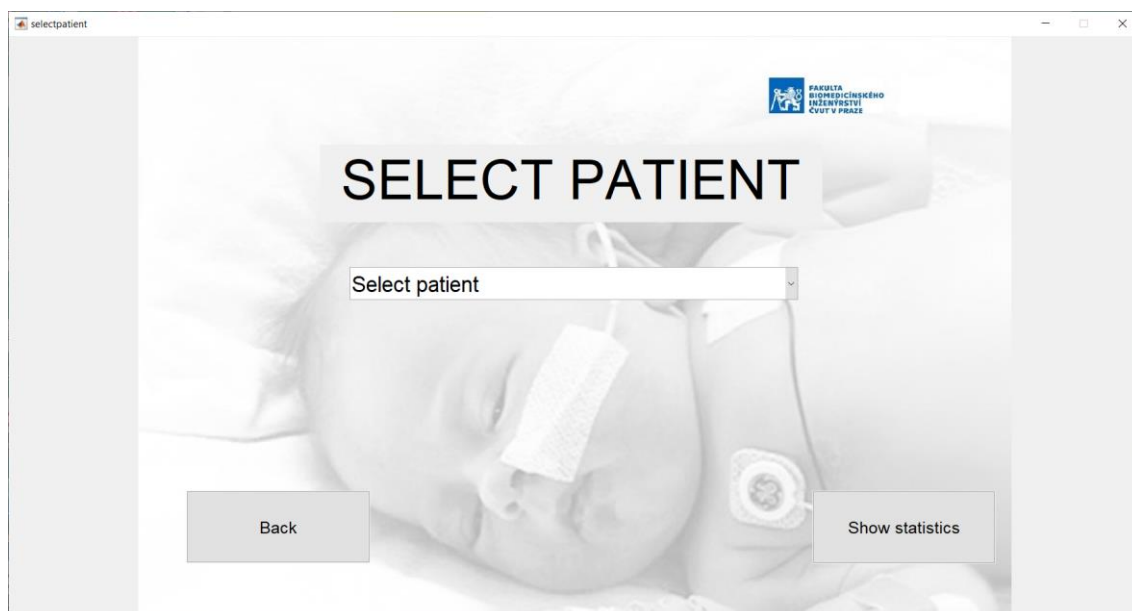 selectpatient
FAKULTA
BIOMEDICÍNSKÉHO
INŽENÝRSTVÍ
ČVUT V PRAZE
SELECT PATIENT
Select patient
Back
Show statistics